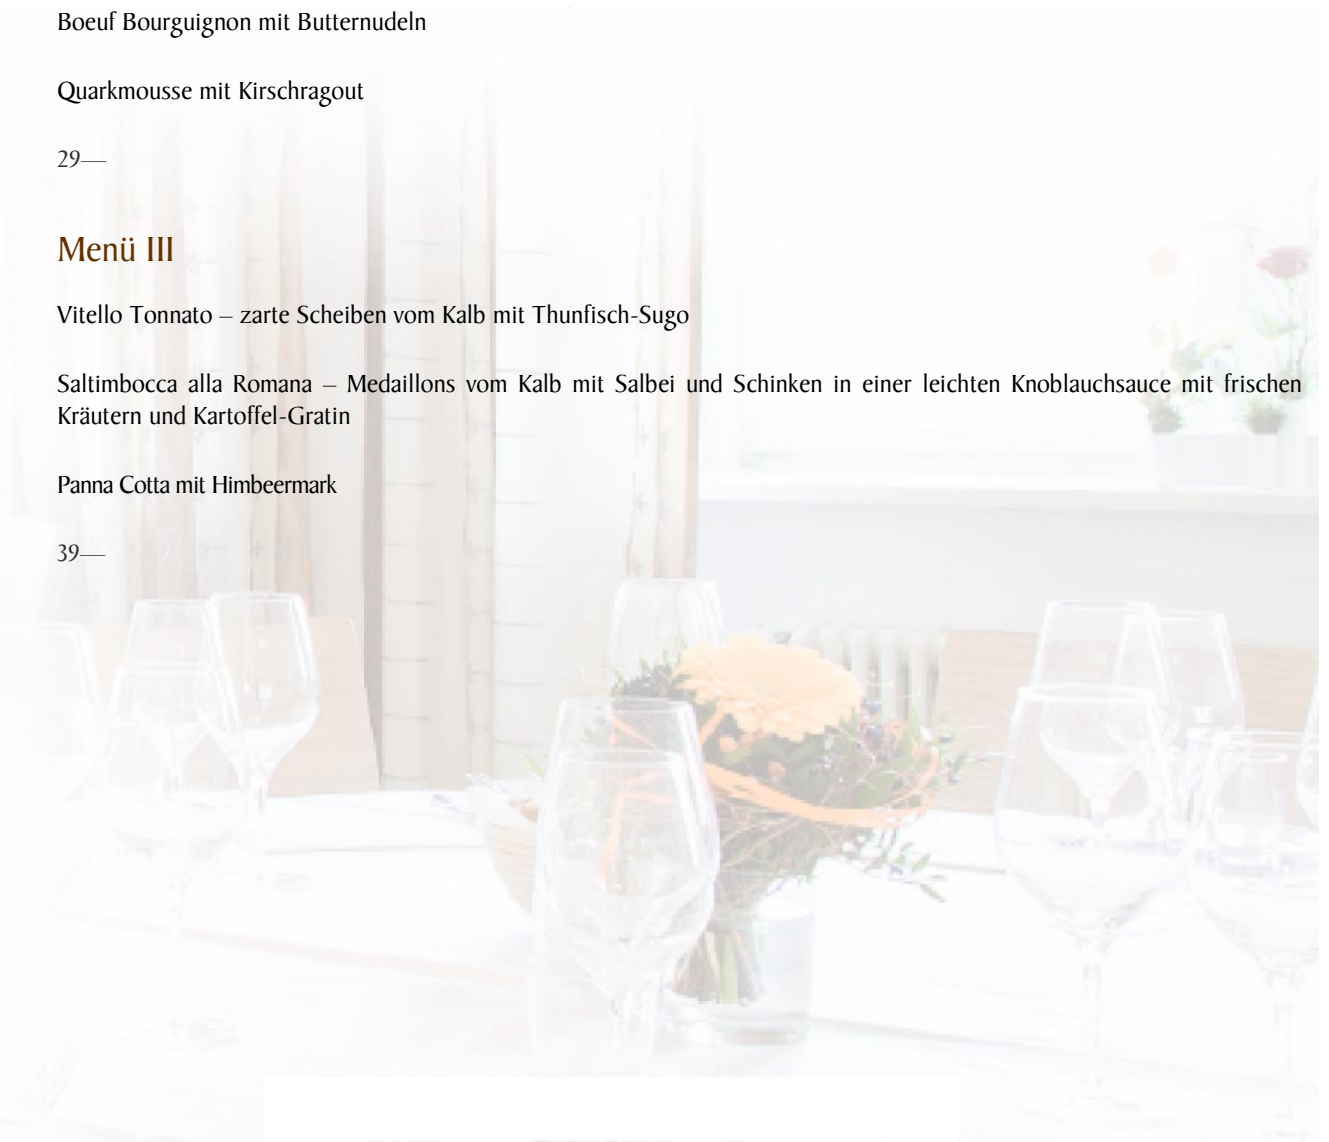 Boeuf Bourguignon mit Butternudeln
Quarkmousse mit Kirschragout
29—
Menü III
Vitello Tonnato – zarte Scheiben vom Kalb mit Thunfisch-Sugo
Saltimbocca alla Romana – Medaillons vom Kalb mit Salbei und Schinken in einer leichten Knoblauchsauce mit frischen
Kräutern und Kartoffel-Gratin
Panna Cotta mit Himbeermark
39—